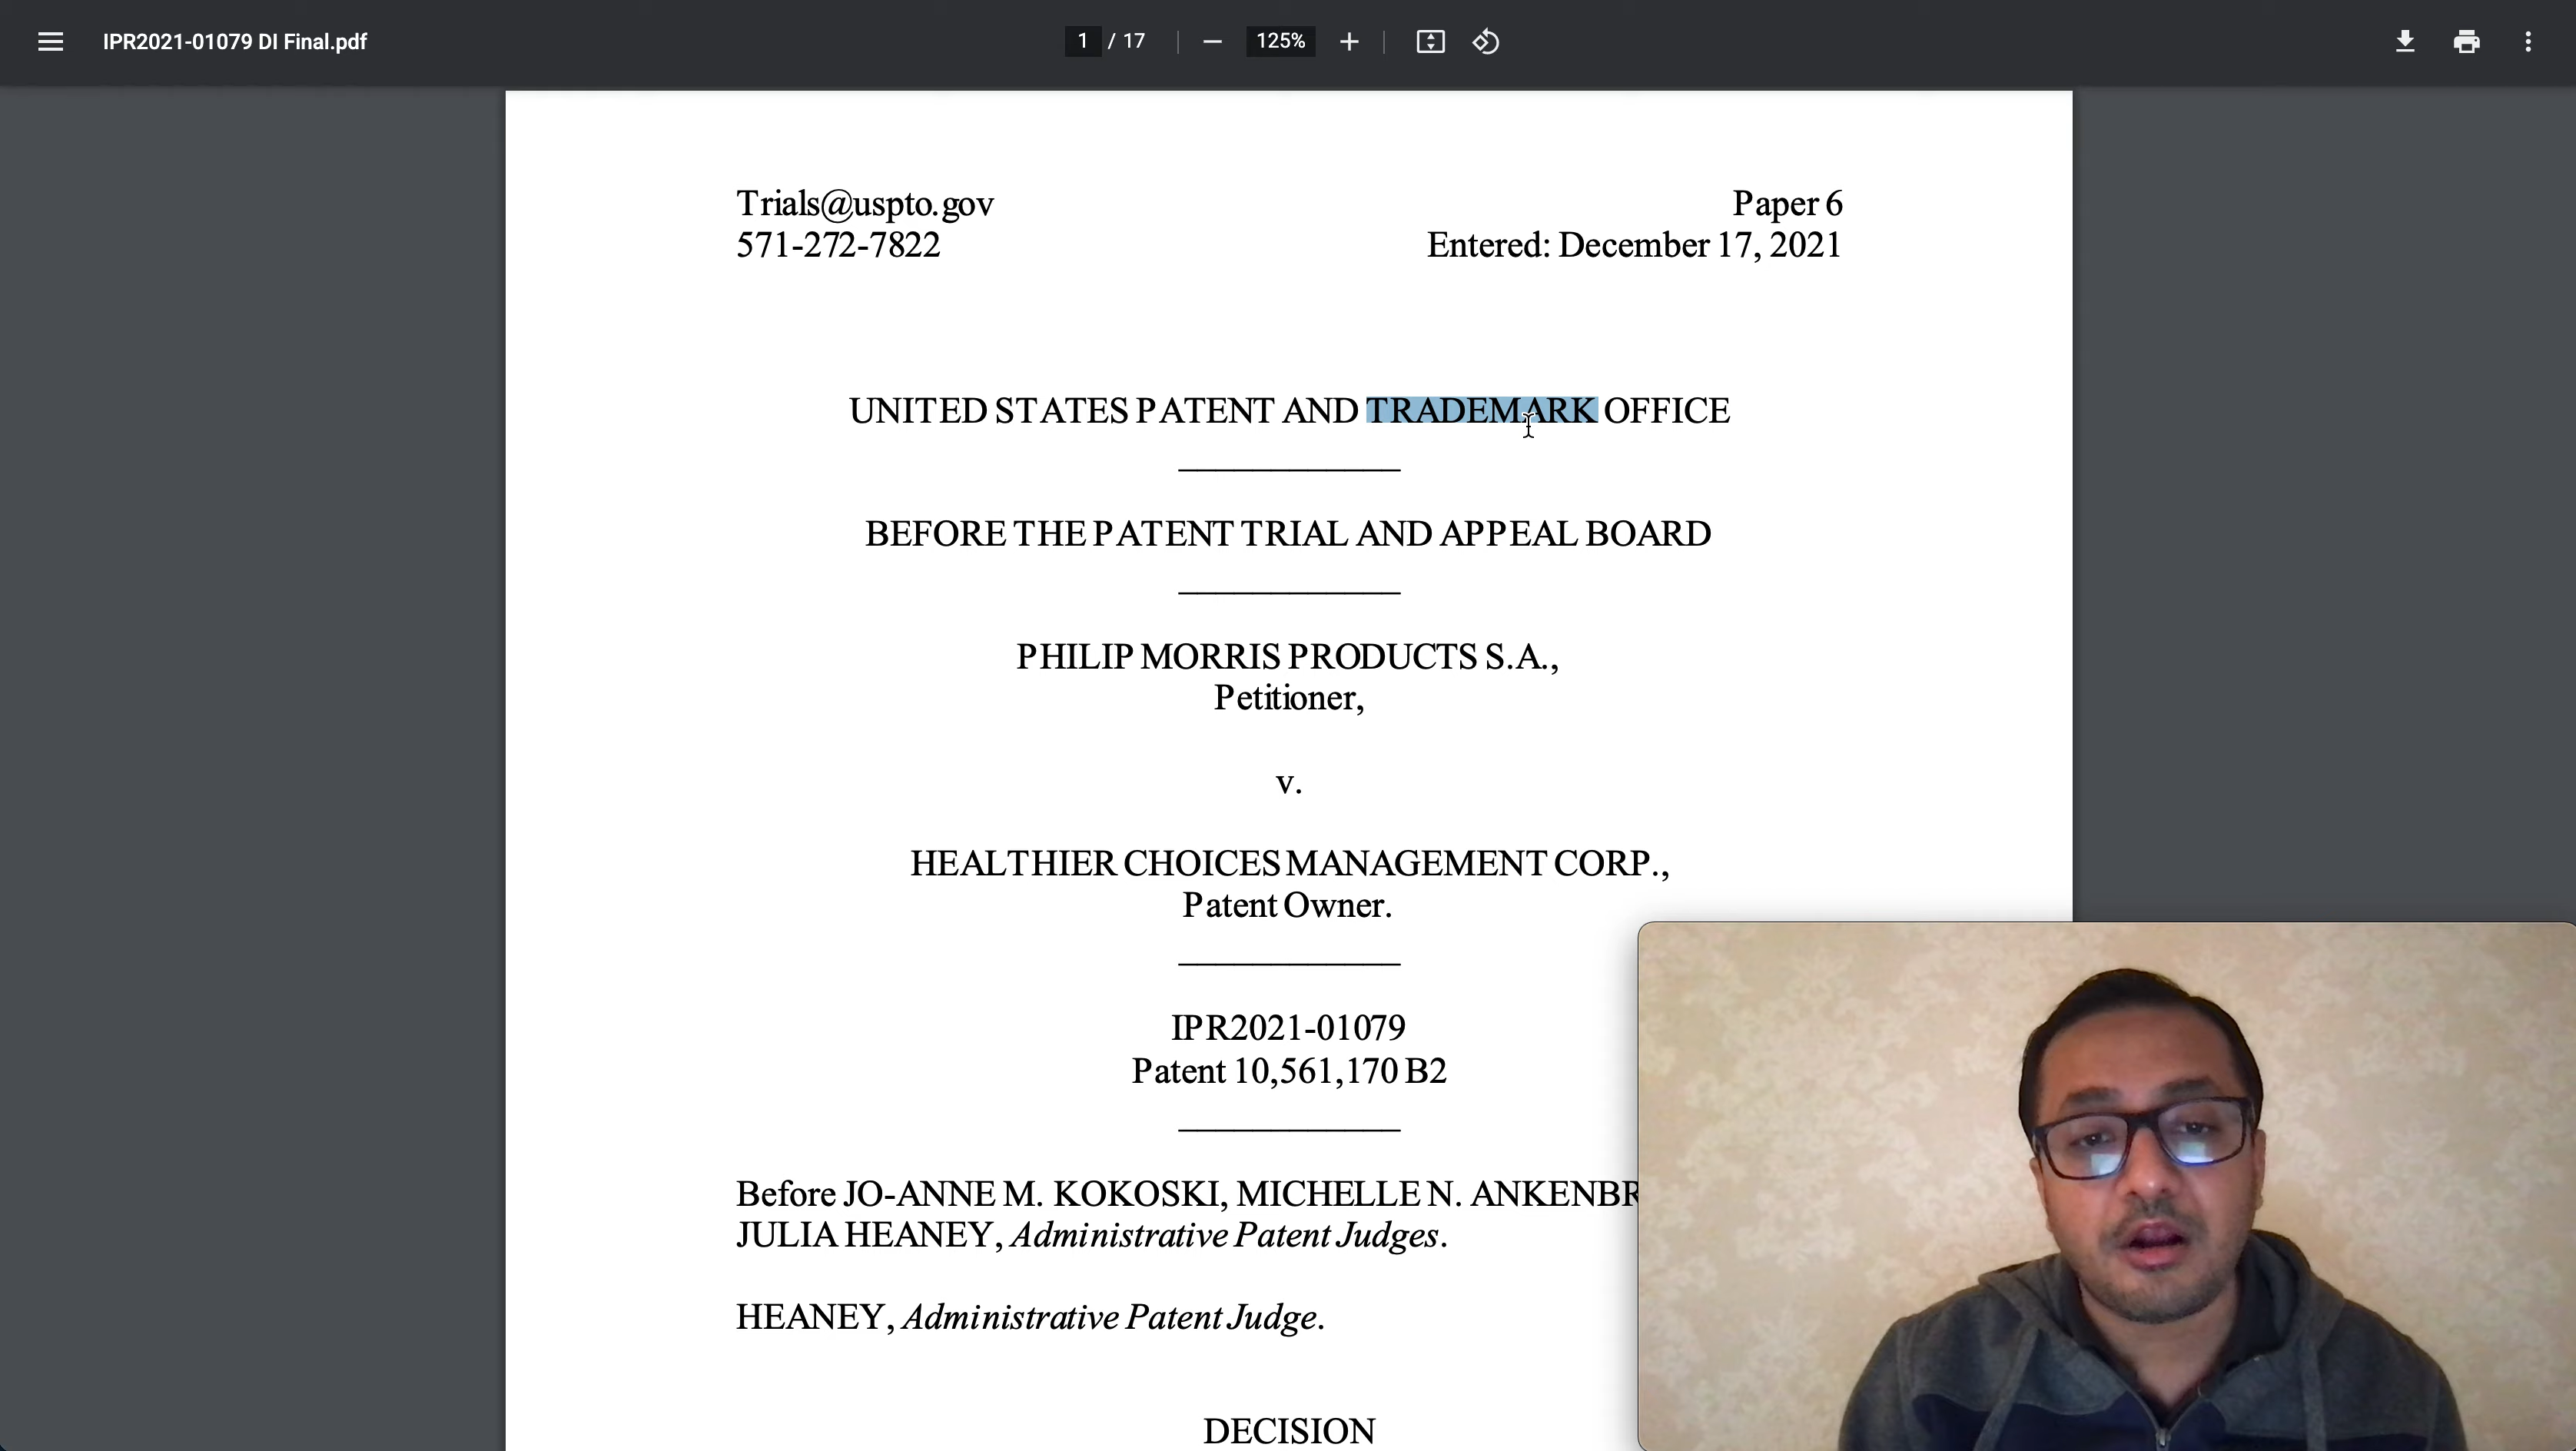 IPR2021-01079 DI Final.pdf
1 / 17
125%
Trials@uspto.gov
Paper 6
571-272-7822
Entered: December 17, 2021
UNITED STATES PATENT AND TRADEMARK OFFICE
BEFORE THE PATENT TRIAL AND APPEAL BOARD
PHILIP MORRIS PRODUCTS S.A.,
Petitioner,
v.
HEALTHIER CHOICES MANAGEMENT CORP.,
Patent Owner.
IPR2021-01079
Patent 10,561,170 B2
Before JO-ANNE M. KOKOSKI, MICHELLE N.
JULIA HEANEY, Administrative Patent Judges.
HEANEY, Administrative Patent Judge.
DECISION